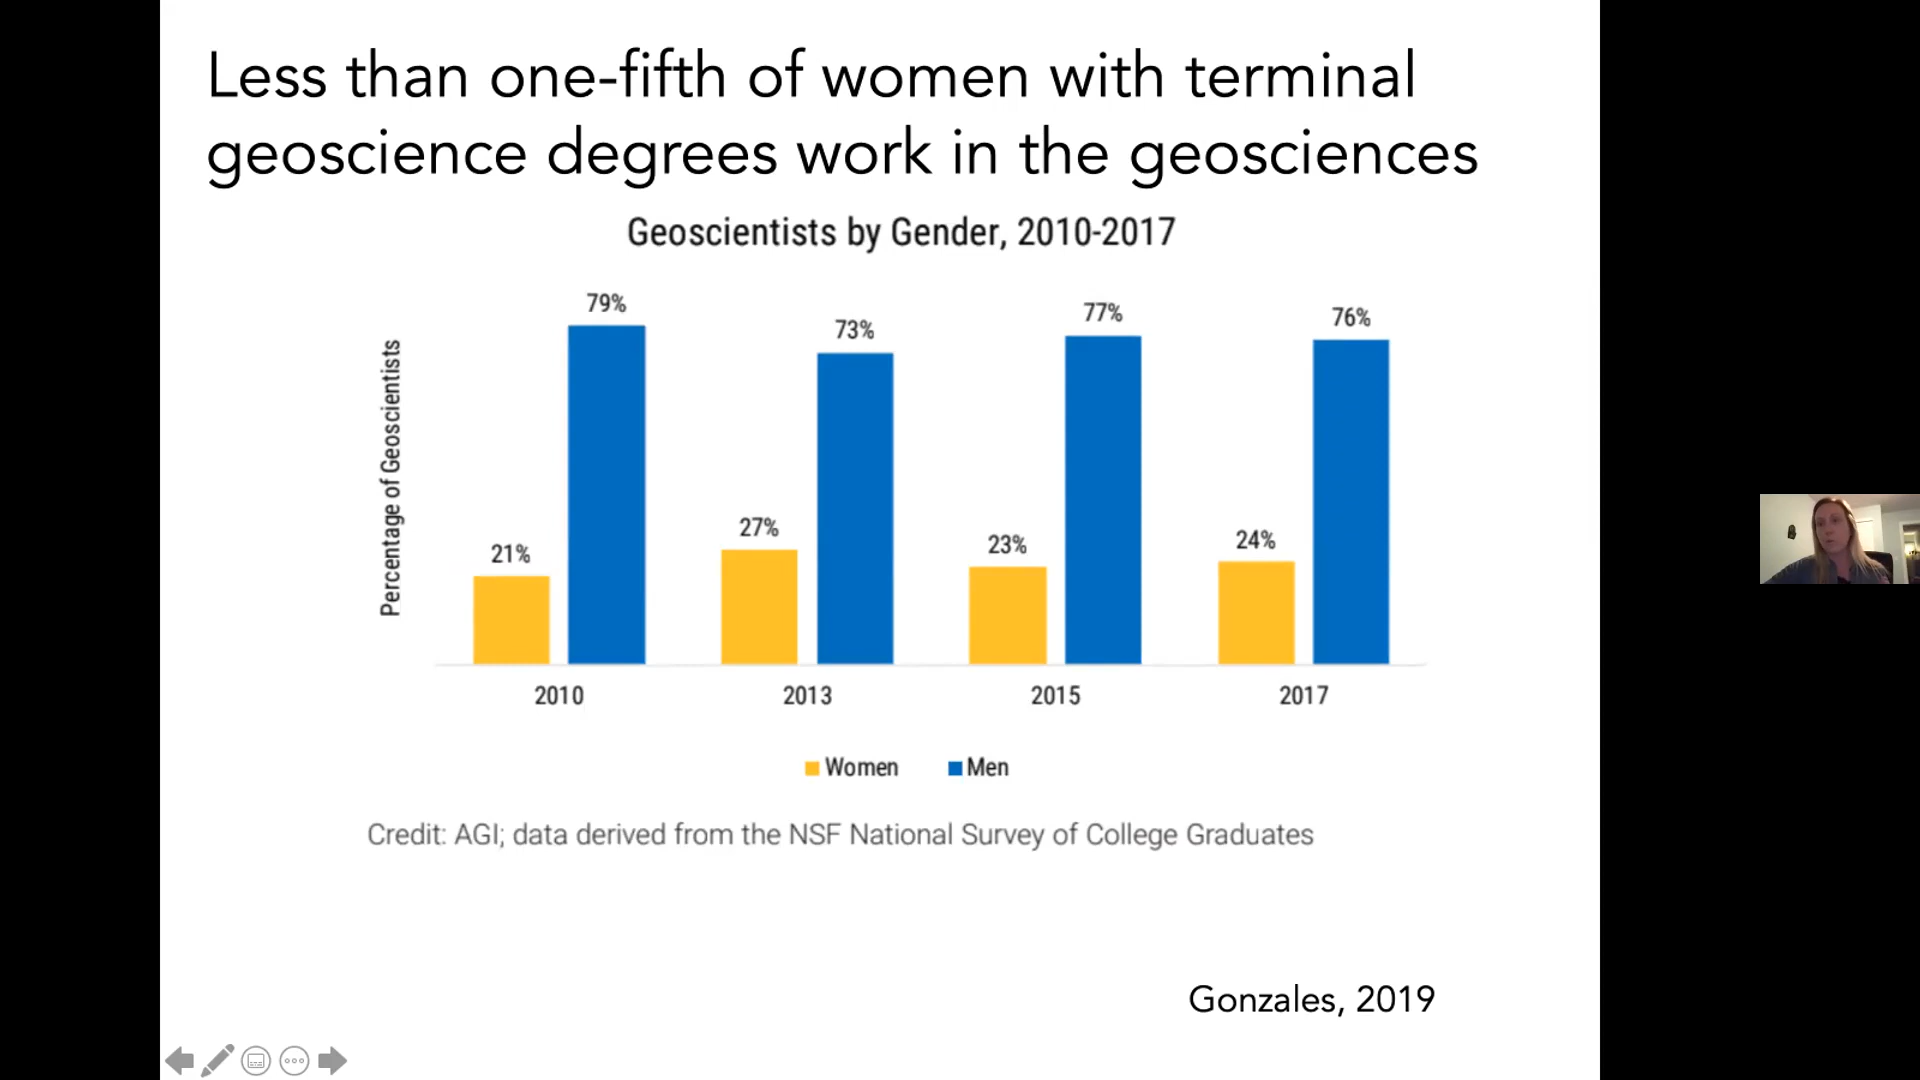 Less than one-fifth of women with terminal
geoscience degrees work in the geosciences
Geoscientists by Gender, 2010-2017
Percentage of Geoscientists
79%
73%
77%
76%
21%
27%
23%
24%
2010
2013
2015
2017
Women
Men
Credit: AGI; data derived from the NSF National Survey of College Graduates
Gonzales, 2019